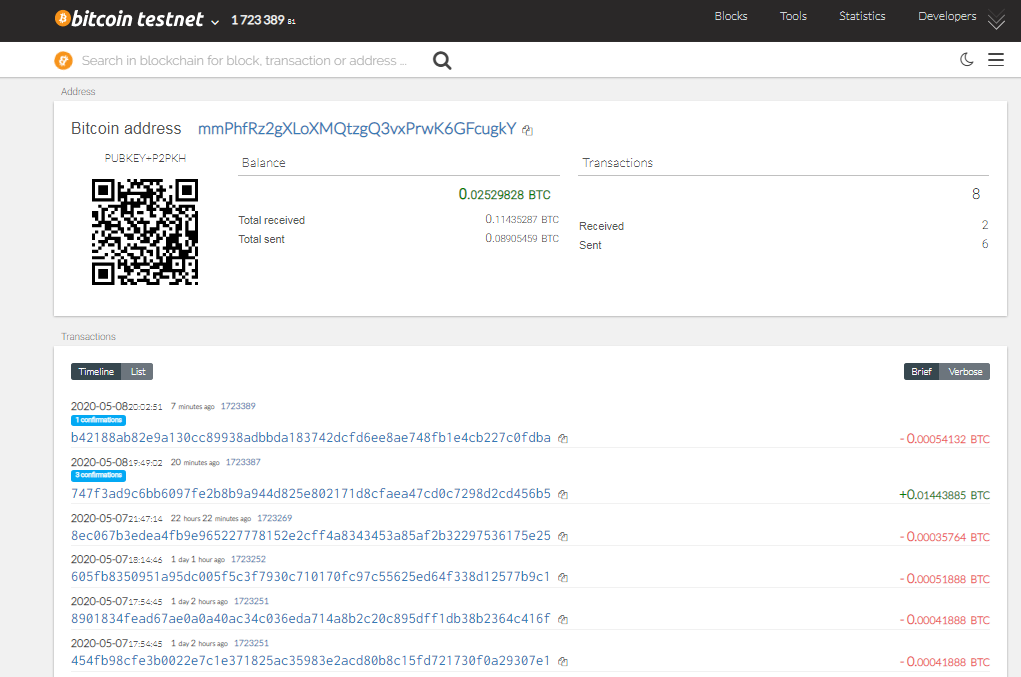 bitcoin testnet 1 723 389 B1
Blocks Tools Statistics Developers
Search in blockchain for block, transaction or address ...
Address
Bitcoin address mmPhfRz2gXLoXMQtzgQ3vxPrwK6GFcugkY
PUBKEY+P2PKH
Balance
0.02529828 BTC
Total received 0.11435287 BTC
Total sent 0.08905459 BTC
Transactions
8
Received 2
Sent 6
Transactions
Timeline List Brief Verbose
2020-05-08 20:02:51 7 minutes ago 1723389
1 confirmations
b42188ab82e9a130cc89938adbbda183742dcfd6ee8ae748fb1e4cb227c0fdba - 0.00054132 BTC
2020-05-08 19:49:02 20 minutes ago 1723387
3 confirmations
747f3ad9c6bb6097fe2b8b9a944d825e802171d8cfaea47cd0c7298d2cd456b5 +0.01443885 BTC
2020-05-07 21:47:14 22 hours 22 minutes ago 1723269
8ec067b3edea4fb9e965227778152e2cff4a8343453a85af2b32297536175e25 - 0.00035764 BTC
2020-05-07 18:14:46 1 day 1 hour ago 1723252
605fb8350951a95dc005f5c3f7930c710170fc97c55625ed64f338d12577b9c1 - 0.00051888 BTC
2020-05-07 17:54:45 1 day 2 hours ago 1723251
8901834fead67ae0a0a40ac34c036eda714a8b2c20c895dff1db38b2364c416f - 0.00041888 BTC
2020-05-07 17:54:45 1 day 2 hours ago 1723251
454fb98cfe3b0022e7c1e371825ac35983e2acd80b8c15fd721730f0a29307e1 - 0.00041888 BTC